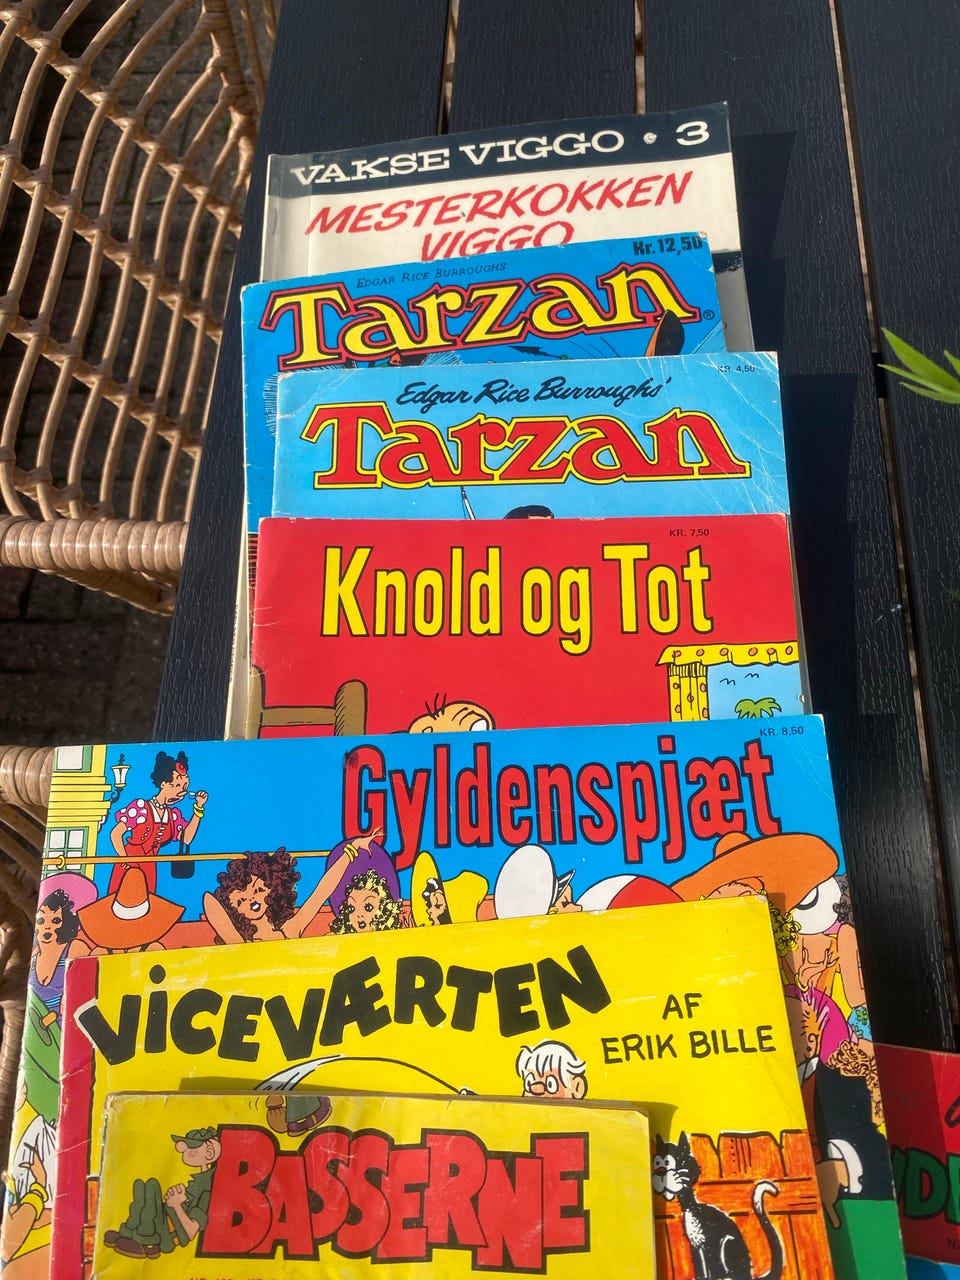 VAKSE VIGGO • 3
MESTERKOKKEN
VIGGO
Kr. 12,50
EDGAR RICE BURROUGHS
Tarzan ®
KR. 4,50
Edgar Rice Burroughs'
Tarzan
KR. 7,50
Knold og Tot
KR. 8,50
Gyldenspjæt
VICEVÆRTEN
AF
ERIK BILLE
BASSERNE